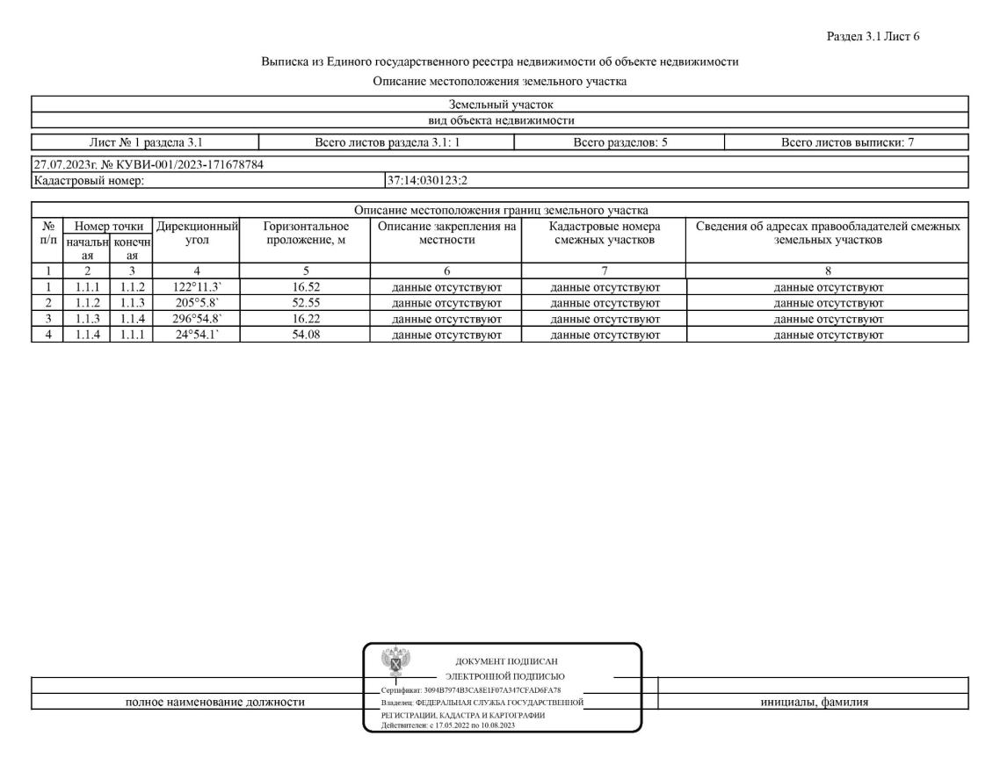 Раздел 3.1 Лист 6
Выписка из Единого государственного реестра недвижимости об объекте недвижимости
Описание местоположения земельного участка
Земельный участок
вид объекта недвижимости
Лист № 1 раздела 3.1 Всего листов раздела 3.1: 1 Всего разделов: 5 Всего листов выписки: 7
27.07.2023г. № КУВИ-001/2023-171678784
Кадастровый номер: 37:14:030123:2
Описание местоположения границ земельного участка
№ Номер точки Дирекционный Горизонтальное Описание закрепления на Кадастровые номера Сведения об адресах правообладателей смежных
п/п начальн конечн угол проложение, м местности смежных участков земельных участков
ая ая
1 2 3 4 5 6 7 8
1 1.1.1 1.1.2 122°11.3` 16.52 данные отсутствуют данные отсутствуют данные отсутствуют
2 1.1.2 1.1.3 205°5.8` 52.55 данные отсутствуют данные отсутствуют данные отсутствуют
3 1.1.3 1.1.4 296°54.8` 16.22 данные отсутствуют данные отсутствуют данные отсутствуют
4 1.1.4 1.1.1 24°54.1` 54.08 данные отсутствуют данные отсутствуют данные отсутствуют
ДОКУМЕНТ ПОДПИСАН
ЭЛЕКТРОННОЙ ПОДПИСЬЮ
Сертификат: 3094B7974B3CA8E1F07A347CFAD6FA78
полное наименование должности Владелец: ФЕДЕРАЛЬНАЯ СЛУЖБА ГОСУДАРСТВЕННОЙ инициалы, фамилия
РЕГИСТРАЦИИ, КАДАСТРА И КАРТОГРАФИИ
Действителен: с 17.05.2022 по 10.08.2023